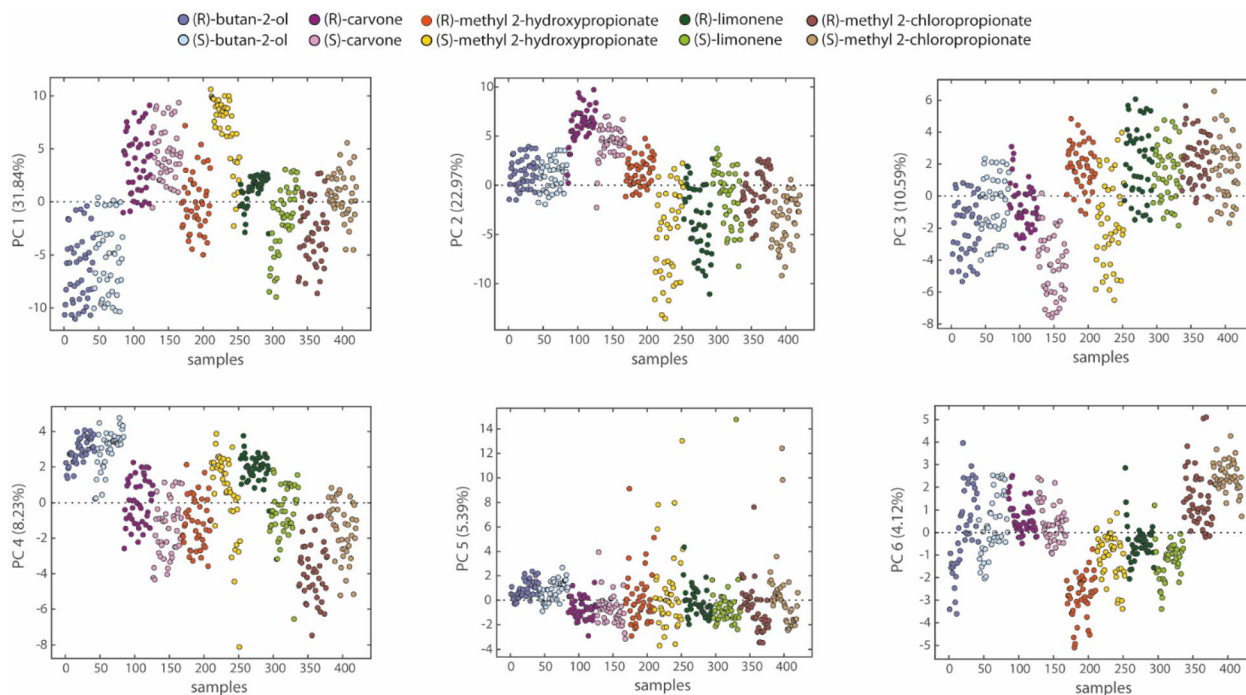 (R)-butan-2-ol (R)-carvone (R)-methyl 2-hydroxypropionate (R)-limonene (R)-methyl 2-chloropropionate
(S)-butan-2-ol (S)-carvone (S)-methyl 2-hydroxypropionate (S)-limonene (S)-methyl 2-chloropropionate
PC 1 (31.84%)
10
5
0
-5
-10
0 50 100 150 200 250 300 350 400
samples
PC 2 (22.97%)
10
5
0
-5
-10
0 50 100 150 200 250 300 350 400
samples
PC 3 (10.59%)
6
4
2
0
-2
-4
-6
-8
0 50 100 150 200 250 300 350 400
samples
PC 4 (8.23%)
4
2
0
-2
-4
-6
-8
0 50 100 150 200 250 300 350 400
samples
PC 5 (5.39%)
14
12
10
8
6
4
2
0
-2
-4
0 50 100 150 200 250 300 350 400
samples
PC 6 (4.12%)
5
4
3
2
1
0
-1
-2
-3
-4
-5
0 50 100 150 200 250 300 350 400
samples